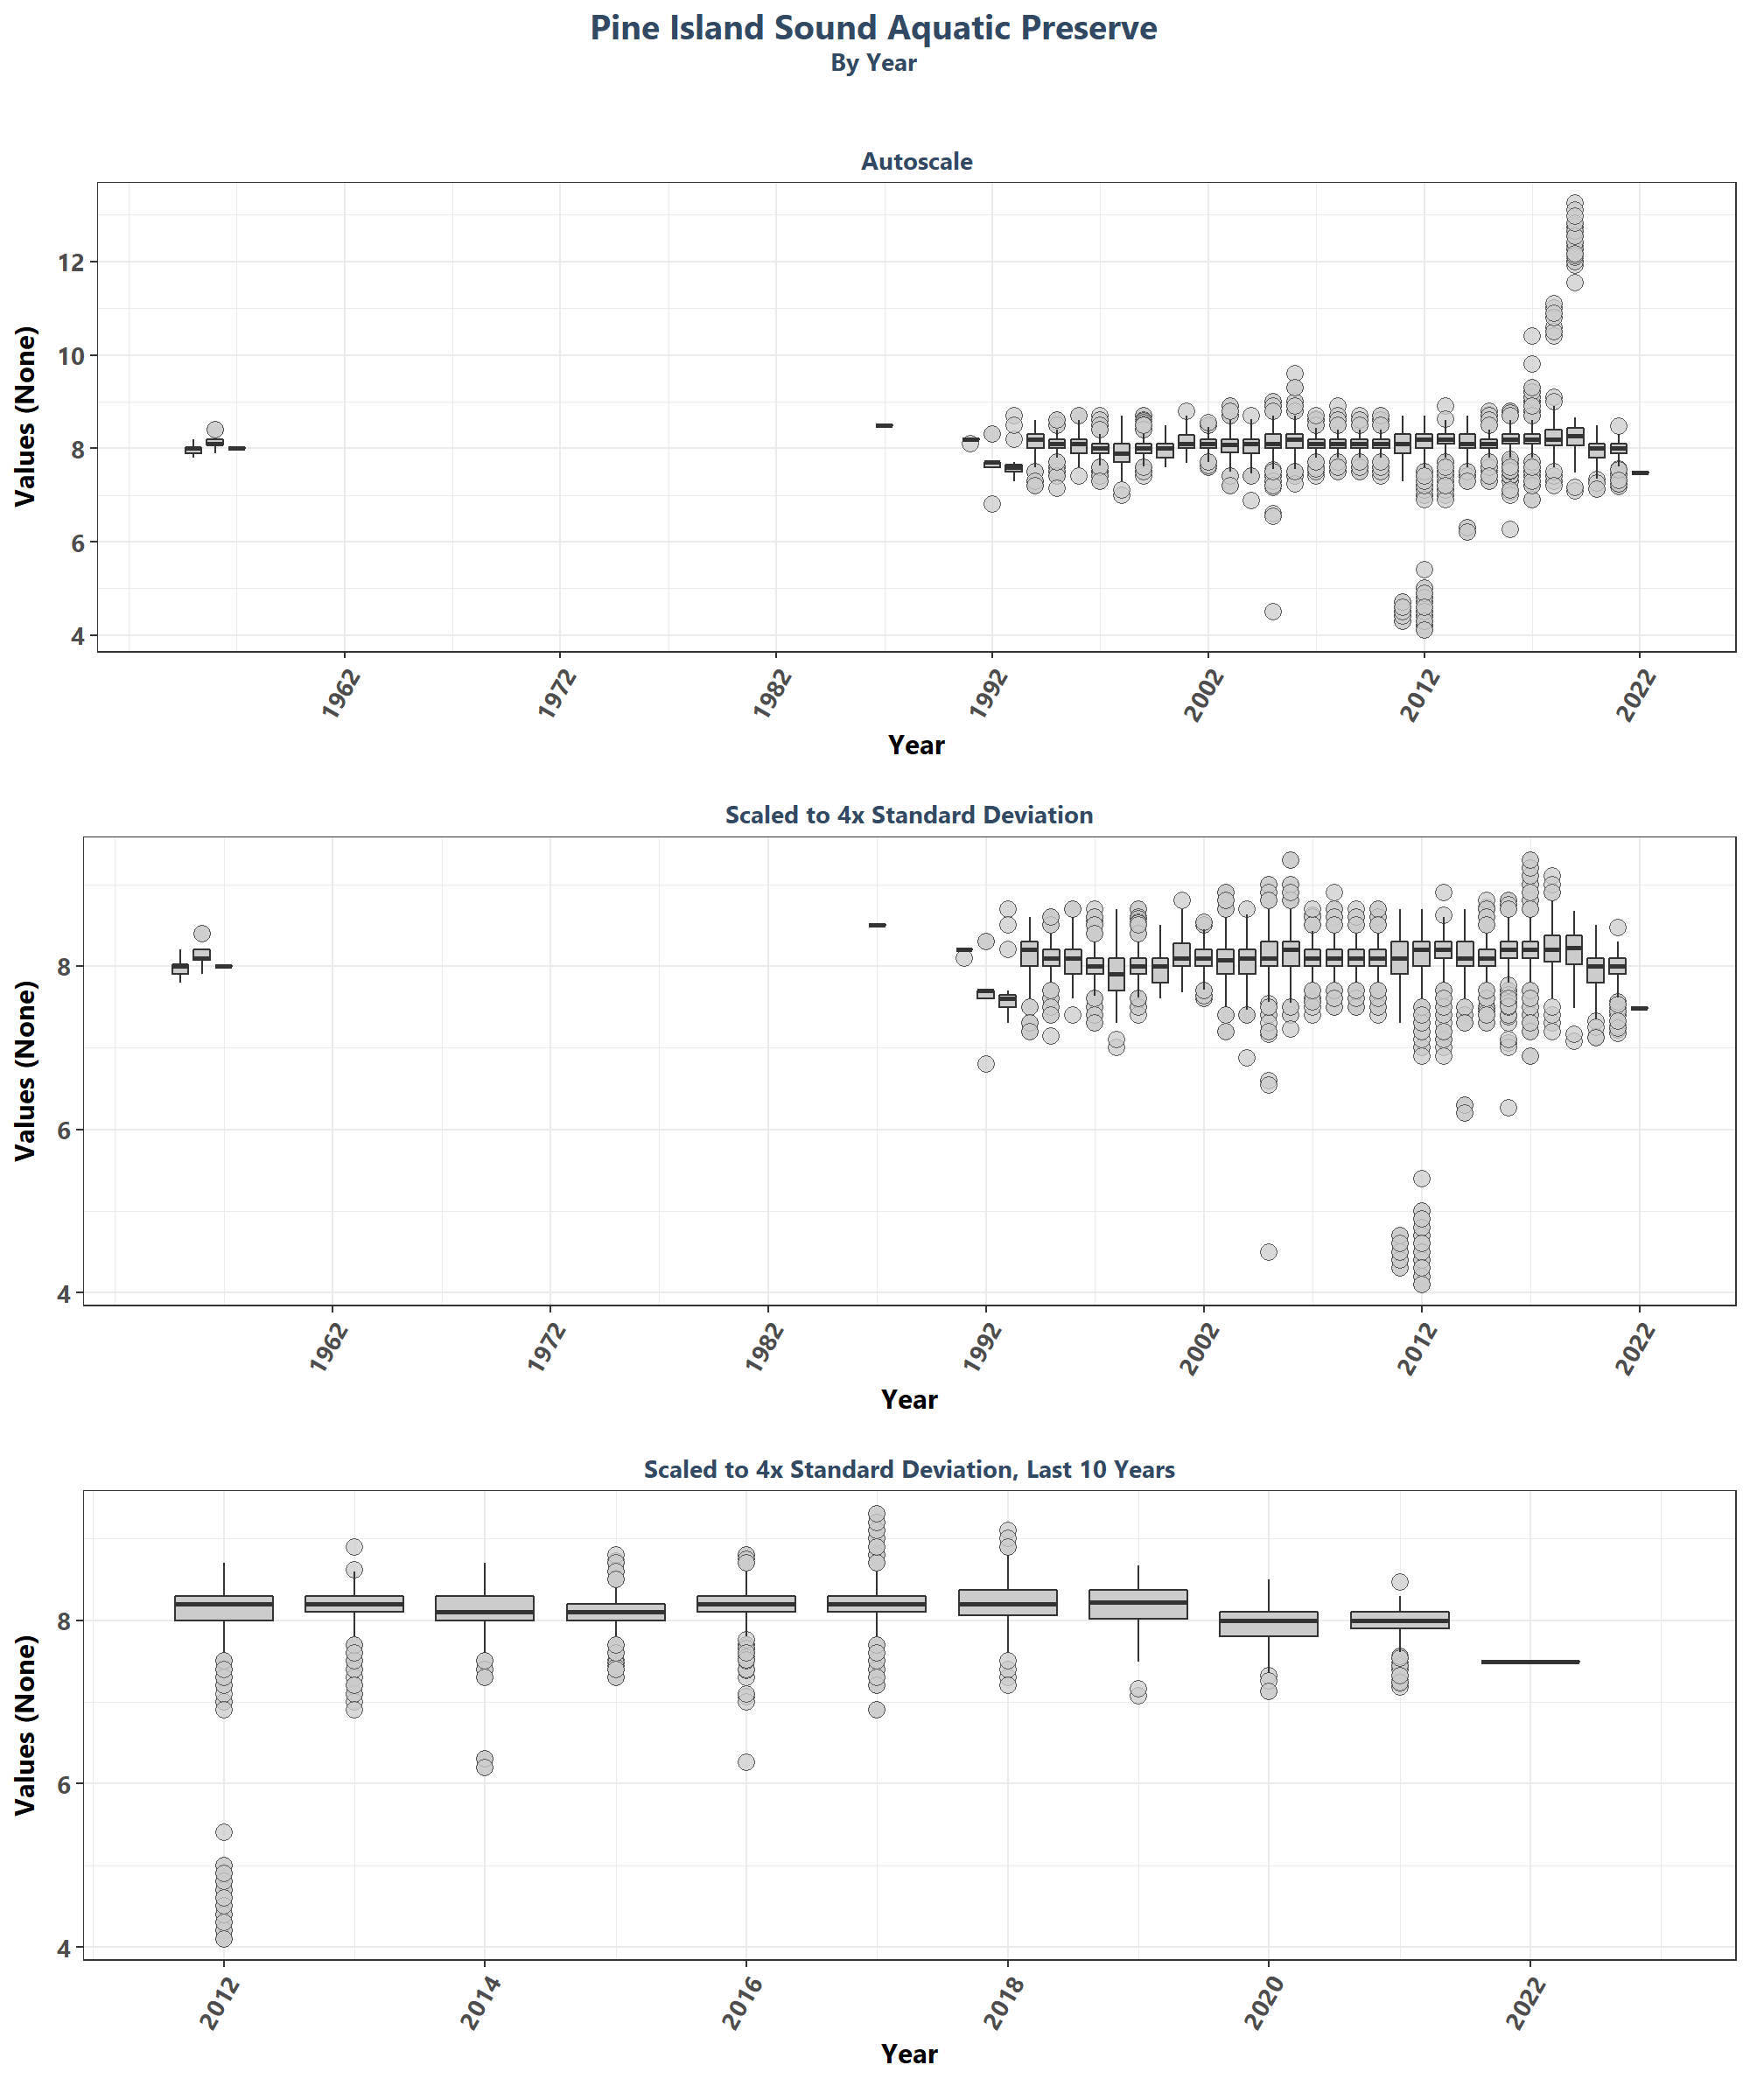 Pine Island Sound Aquatic Preserve
By Year
Autoscale
Values (None)
12
10
8
6
4
1962
1972
1982
1992
2002
2012
2022
Year
Scaled to 4x Standard Deviation
Values (None)
8
6
4
1962
1972
1982
1992
2002
2012
2022
Year
Scaled to 4x Standard Deviation, Last 10 Years
Values (None)
8
6
4
2012
2014
2016
2018
2020
2022
Year